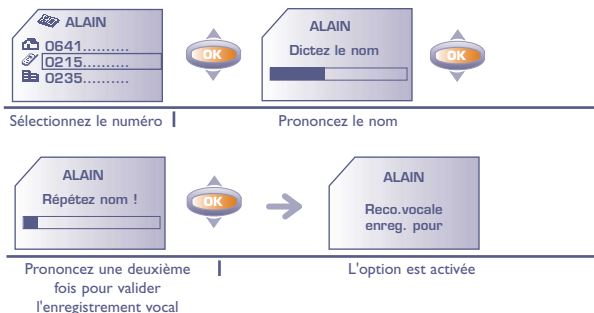 ALAIN
0641..........
0215..........
0235..........
OK
ALAIN
Dictez le nom
OK
Sélectionnez le numéro
Prononcez le nom
ALAIN
Répétez nom !
OK
ALAIN
Reco.vocale
enreg. pour
Prononcez une deuxième
fois pour valider
l'enregistrement vocal
L'option est activée